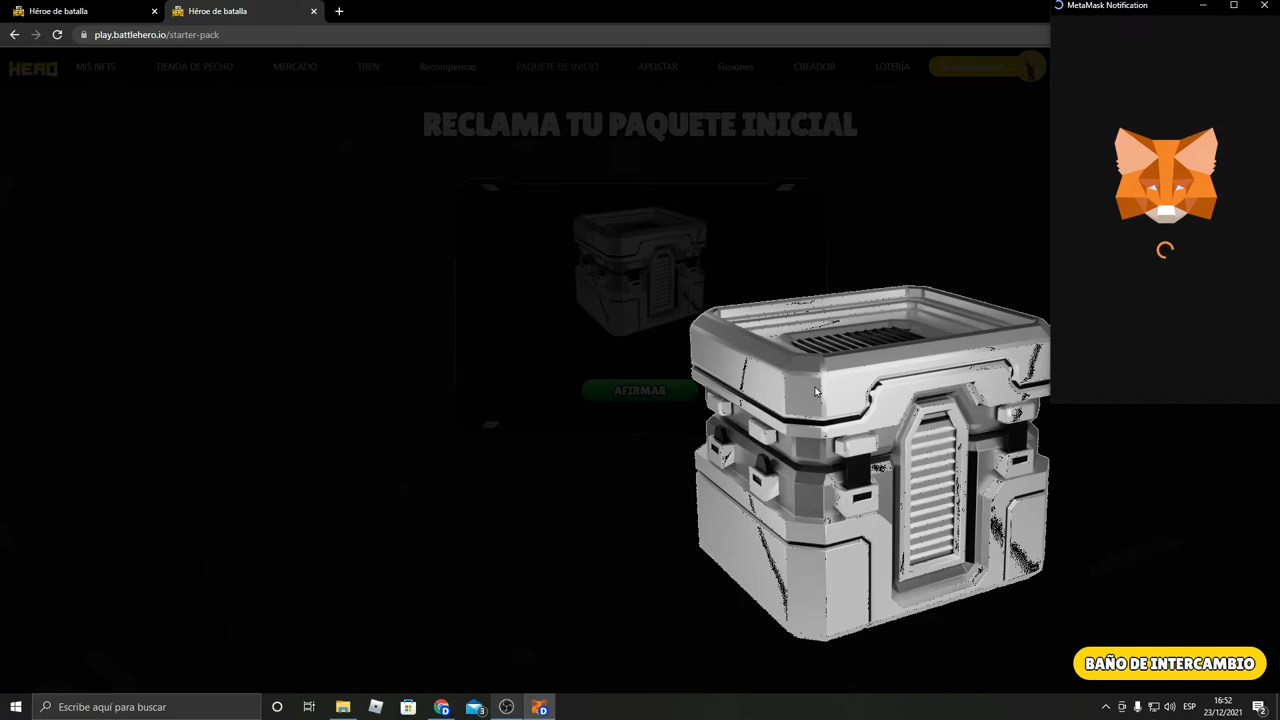 Héroe de batalla
Héroe de batalla
MetaMask Notification
play.battlehero.io/starter-pack
HERO
MIS NFTS
TIENDA DE PECHO
MERCADO
TREN
Recompensas
PAQUETE DE INICIO
APOSTAR
Fusiones
CREADOR
LOTERÍA
RECLAMA TU PAQUETE INICIAL
AFIRMAR
BAÑO DE INTERCAMBIO
Escribe aquí para buscar
3
ESP
16:52
23/12/2021
2